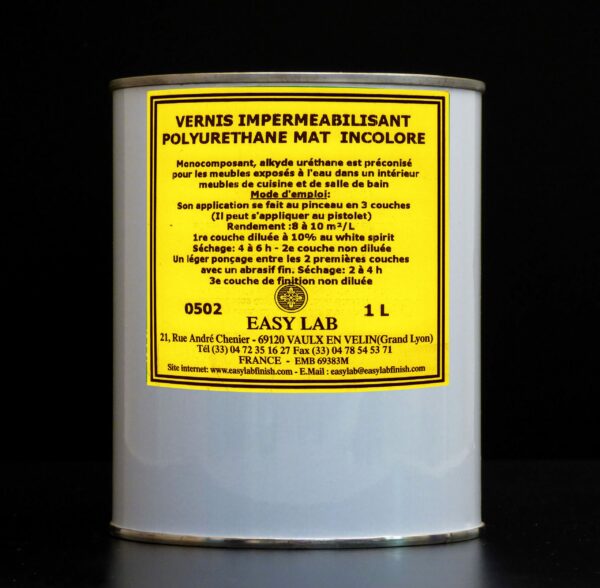 VERNIS IMPERMEABILISANT
POLYURETHANE MAT INCOLORE
Monocomposant, alkyde uréthane est préconisé
pour les meubles exposés à l'eau dans un intérieur
meubles de cuisine et de salle de bain
Mode d'emploi:
Son application se fait au pinceau en 3 couches
(Il peut s'appliquer au pistolet)
Rendement :8 à 10 m²/L
1re couche diluée à 10% au white spirit
Séchage: 4 à 6 h - 2e couche non diluée
Un léger ponçage entre les 2 premières couches
avec un abrasif fin. Séchage: 2 à 4 h
3e couche de finition non diluée
0502 1 L
EASY LAB
21, Rue André Chenier - 69120 VAULX EN VELIN(Grand Lyon)
Tél (33) 04 72 35 16 27 Fax (33) 04 78 54 53 71
FRANCE - EMB 69383M
Site internet: www.easylabfinish.com - E.Mail : easylab@easylabfinish.com